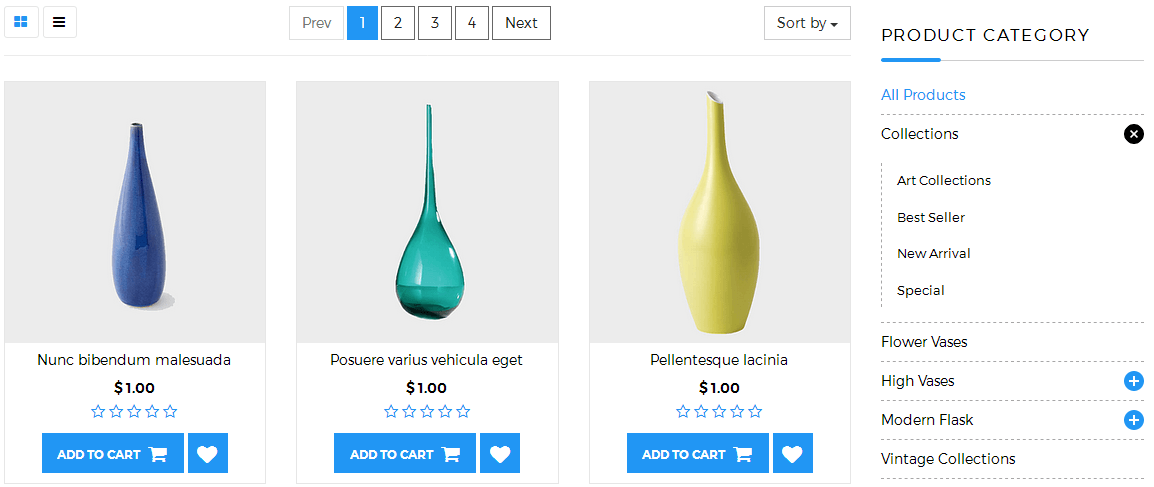 Prev 1 2 3 4 Next Sort by
Nunc bibendum malesuada
$1.00
ADD TO CART
Posuere varius vehicula eget
$1.00
ADD TO CART
Pellentesque lacinia
$1.00
ADD TO CART
PRODUCT CATEGORY
All Products
Collections
Art Collections
Best Seller
New Arrival
Special
Flower Vases
High Vases
Modern Flask
Vintage Collections